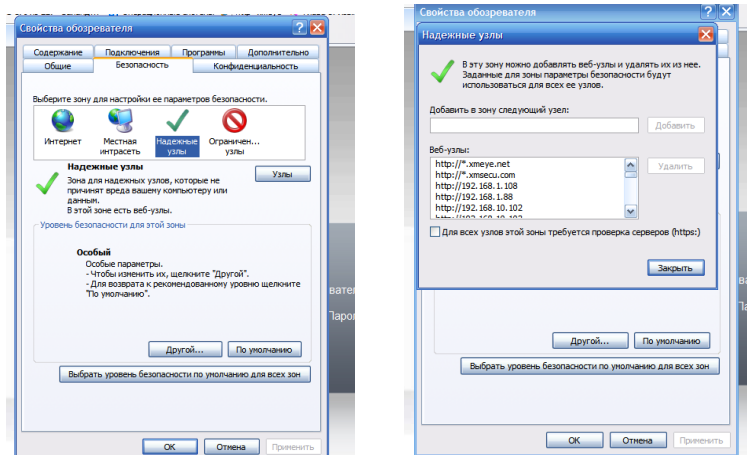 Свойства обозревателя
Содержание Подключения Программы Дополнительно
Общие Безопасность Конфиденциальность
Выберите зону для настройки ее параметров безопасности.
Интернет Местная интрасеть Надежные узлы Ограничен... узлы
Надежные узлы
Узлы
Зона для надежных узлов, которые не
причинят вреда вашему компьютеру или
данным.
В этой зоне есть веб-узлы.
Уровень безопасности для этой зоны
Особый
Особые параметры.
- Чтобы изменить их, щелкните "Другой".
- Для возврата к рекомендованному уровню щелкните
"По умолчанию".
Другой... По умолчанию
Выбрать уровень безопасности по умолчанию для всех зон
OK Отмена Применить
Свойства обозревателя
Надежные узлы
В эту зону можно добавлять веб-узлы и удалять их из нее.
Заданные для зоны параметры безопасности будут
использоваться для всех ее узлов.
Добавить в зону следующий узел:
Добавить
Веб-узлы:
http://*.xmeye.net
http://*.xmsecu.com
http://192.168.1.108
http://192.168.1.88
http://192.168.10.102
Удалить
Для всех узлов этой зоны требуется проверка серверов (https:)
Закрыть
Другой... По умолчанию
Выбрать уровень безопасности по умолчанию для всех зон
OK Отмена Применить